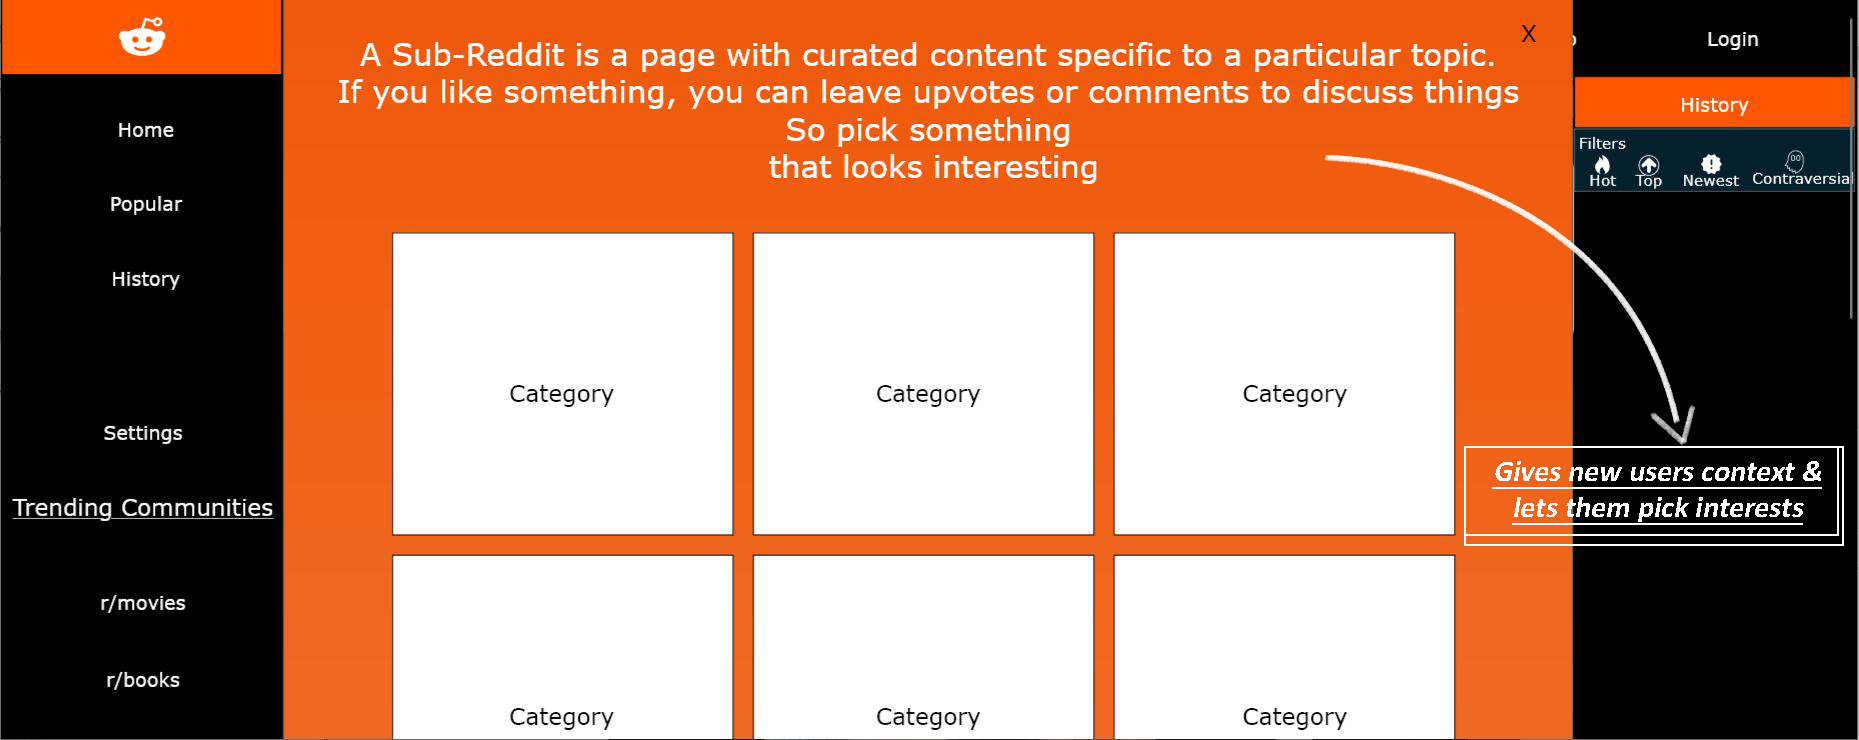 Home
Popular
History
Settings
Trending Communities
r/movies
r/books
X
A Sub-Reddit is a page with curated content specific to a particular topic.
If you like something, you can leave upvotes or comments to discuss things
So pick something
that looks interesting
Category Category Category
Category Category Category
Login
History
Filters
Hot Top Newest Contraversial
Gives new users context &
lets them pick interests